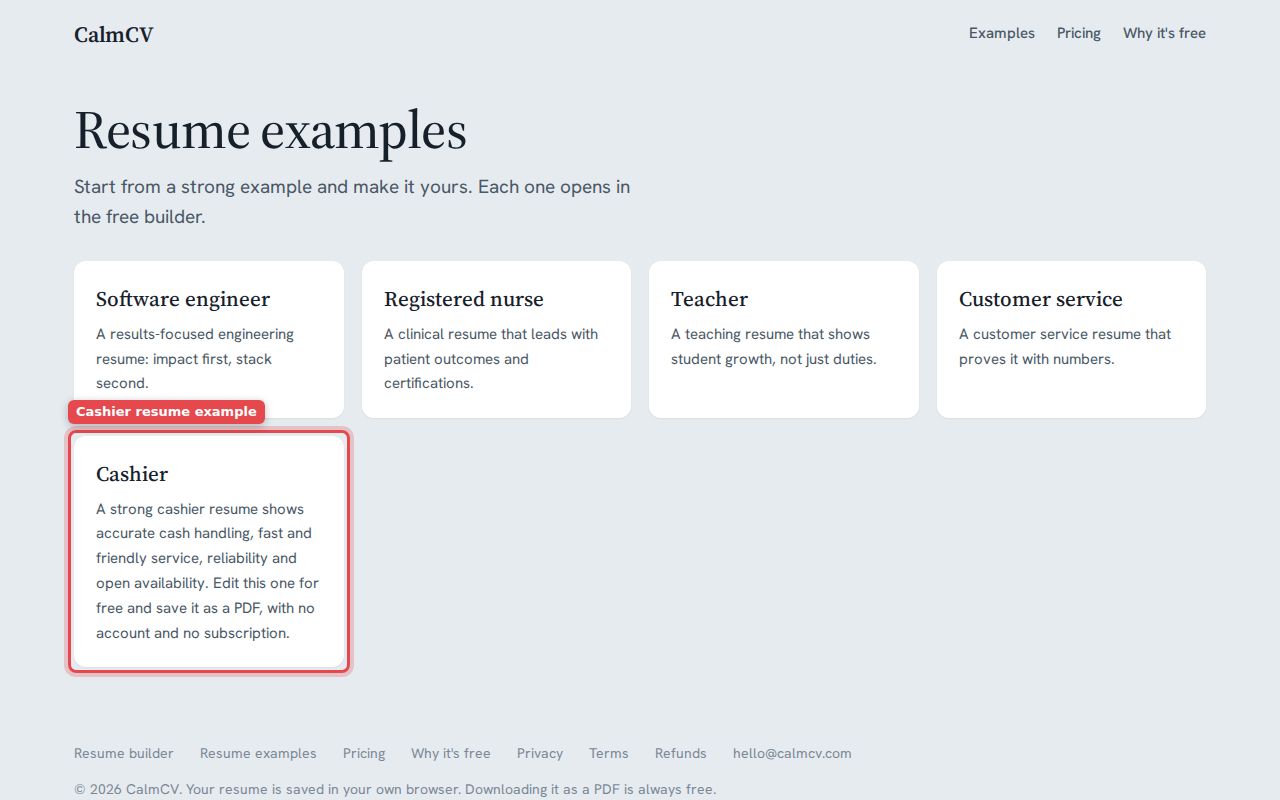 CalmCV
Examples
Pricing
Why it's free
Resume examples
Start from a strong example and make it yours. Each one opens in
the free builder.
Software engineer
A results-focused engineering
resume: impact first, stack
second.
Registered nurse
A clinical resume that leads with
patient outcomes and
certifications.
Teacher
A teaching resume that shows
student growth, not just duties.
Customer service
A customer service resume that
proves it with numbers.
Cashier resume example
Cashier
A strong cashier resume shows
accurate cash handling, fast and
friendly service, reliability and
open availability. Edit this one for
free and save it as a PDF, with no
account and no subscription.
Resume builder
Resume examples
Pricing
Why it's free
Privacy
Terms
Refunds
hello@calmcv.com
© 2026 CalmCV. Your resume is saved in your own browser. Downloading it as a PDF is always free.